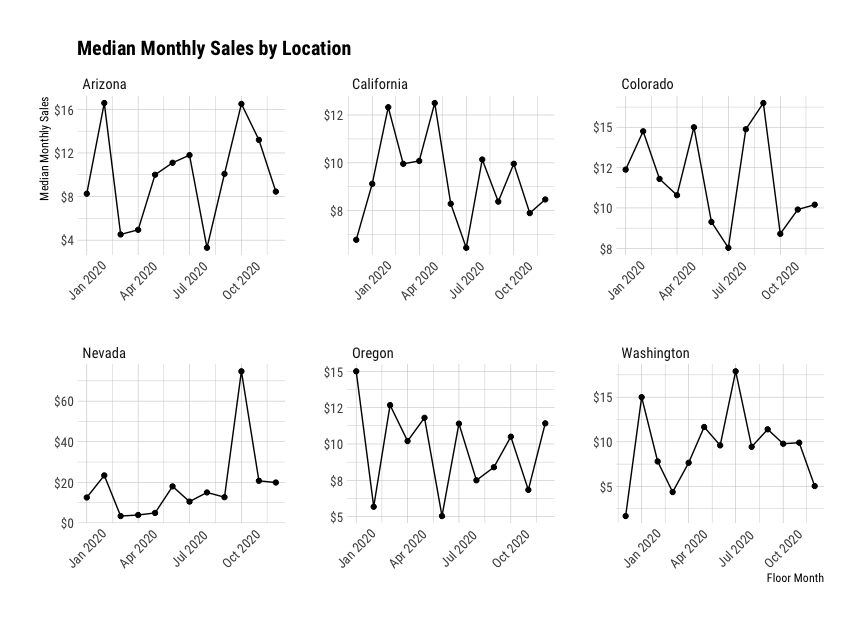 Median Monthly Sales by Location
Arizona
California
Colorado
Median Monthly Sales
$16
$12
$8
$4
$12
$10
$8
$15
$12
$10
$8
Jan 2020
Apr 2020
Jul 2020
Oct 2020
Jan 2020
Apr 2020
Jul 2020
Oct 2020
Jan 2020
Apr 2020
Jul 2020
Oct 2020
Nevada
Oregon
Washington
$60
$40
$20
$0
$15
$12
$10
$8
$5
$15
$10
$5
Jan 2020
Apr 2020
Jul 2020
Oct 2020
Jan 2020
Apr 2020
Jul 2020
Oct 2020
Jan 2020
Apr 2020
Jul 2020
Oct 2020
Floor Month